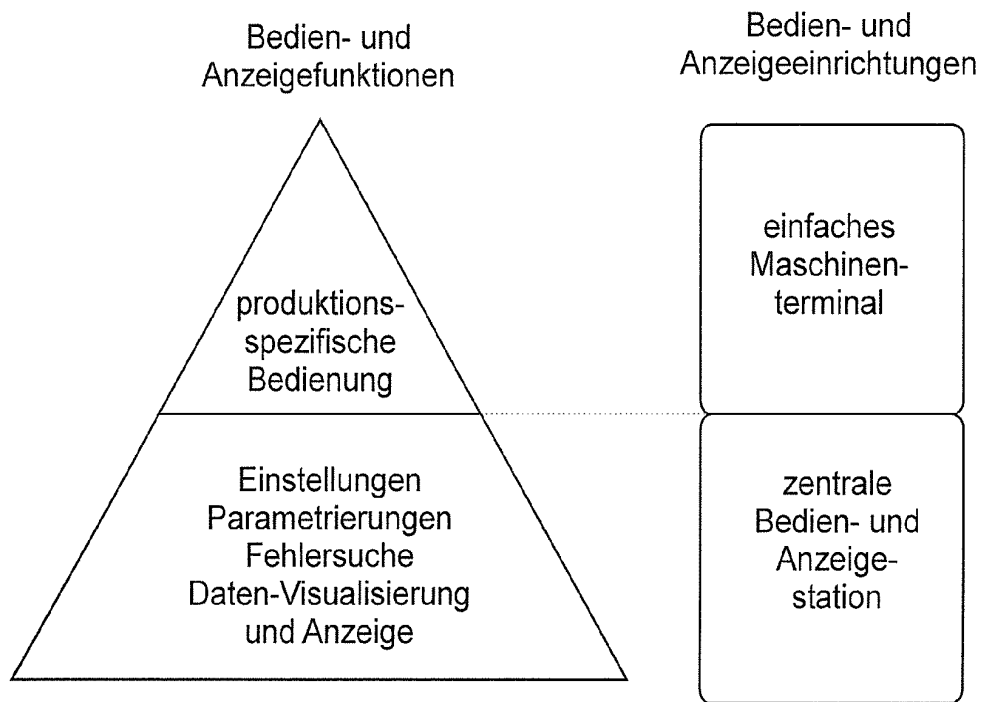 Bedien- und
Anzeigefunktionen
Bedien- und
Anzeigeeinrichtungen
produktions-
spezifische
Bedienung
einfaches
Maschinen-
terminal
Einstellungen
Parametrierungen
Fehlersuche
Daten-Visualisierung
und Anzeige
zentrale
Bedien- und
Anzeige-
station